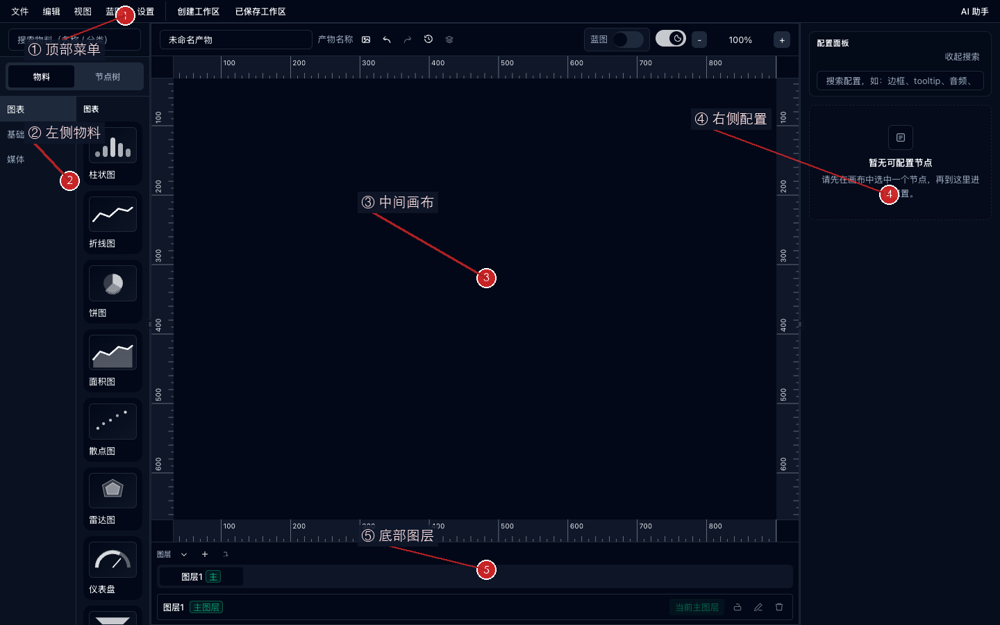 文件 编辑 视图 蓝图 设置 创建工作区 已保存工作区 AI 助手
1
搜索物料（名称 / 分类）
① 顶部菜单
未命名产物 产物名称 蓝图 - 100% +
配置面板
收起搜索
搜索配置，如：边框、tooltip、音频、
物料 节点树
100 200 300 400 500 600 700 800
图表 图表
基础
② 左侧物料
媒体
2
柱状图
折线图
饼图
面积图
散点图
雷达图
仪表盘
100 200 300 400 500 600
③ 中间画布
3
100 200 300 400 500 600
④ 右侧配置
暂无可配置节点
请先在画布中选中一个节点，再到这里进
置。
4
100 200 300 400 500 600 700 800
⑤ 底部图层
图层
5
图层1 主
图层1 主图层 当前主图层